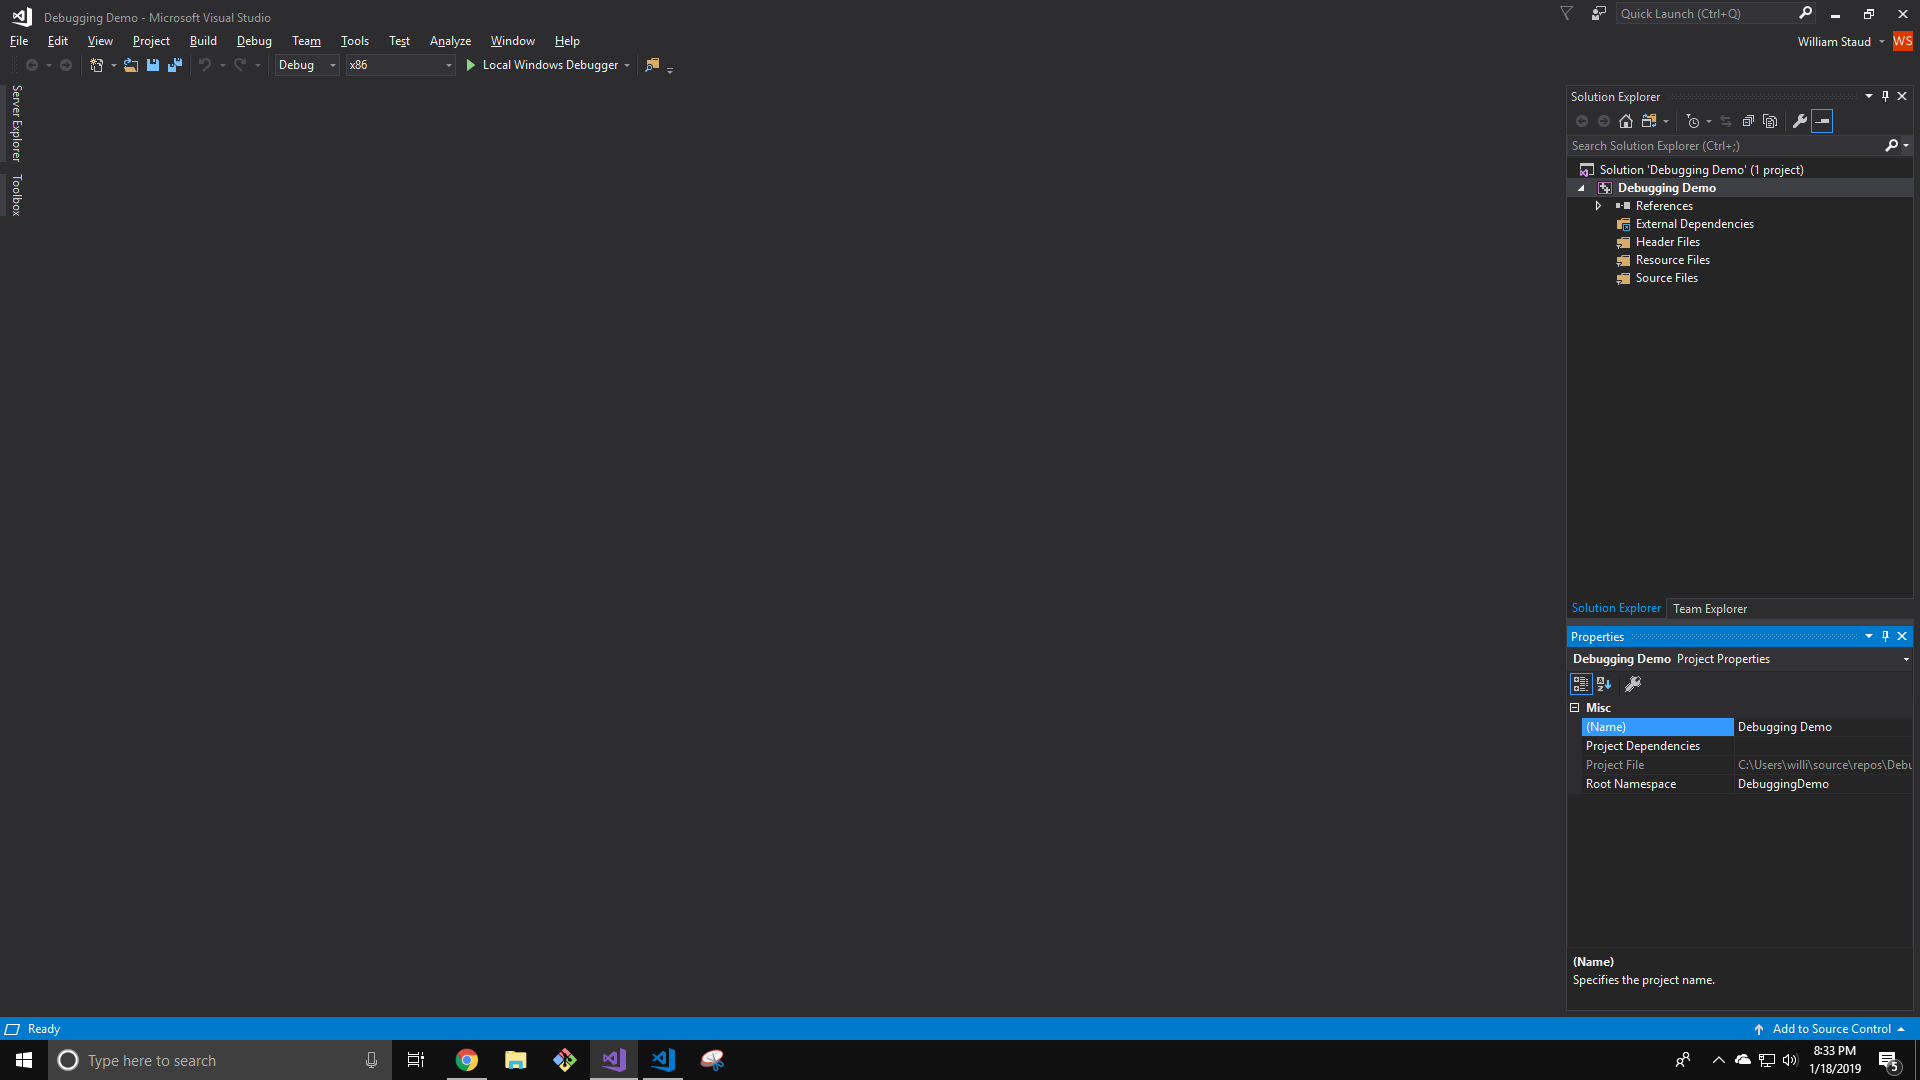 Debugging Demo - Microsoft Visual Studio
Quick Launch (Ctrl+Q)
File Edit View Project Build Debug Team Tools Test Analyze Window Help
William Staud WS
Debug x86 Local Windows Debugger
Server Explorer
Toolbox
Solution Explorer
Search Solution Explorer (Ctrl+;)
Solution 'Debugging Demo' (1 project)
Debugging Demo
References
External Dependencies
Header Files
Resource Files
Source Files
Solution Explorer Team Explorer
Properties
Debugging Demo Project Properties
Misc
(Name) Debugging Demo
Project Dependencies
Project File C:\Users\willi\source\repos\Debu
Root Namespace DebuggingDemo
(Name)
Specifies the project name.
Ready
Add to Source Control
Type here to search
8:33 PM
1/18/2019
5